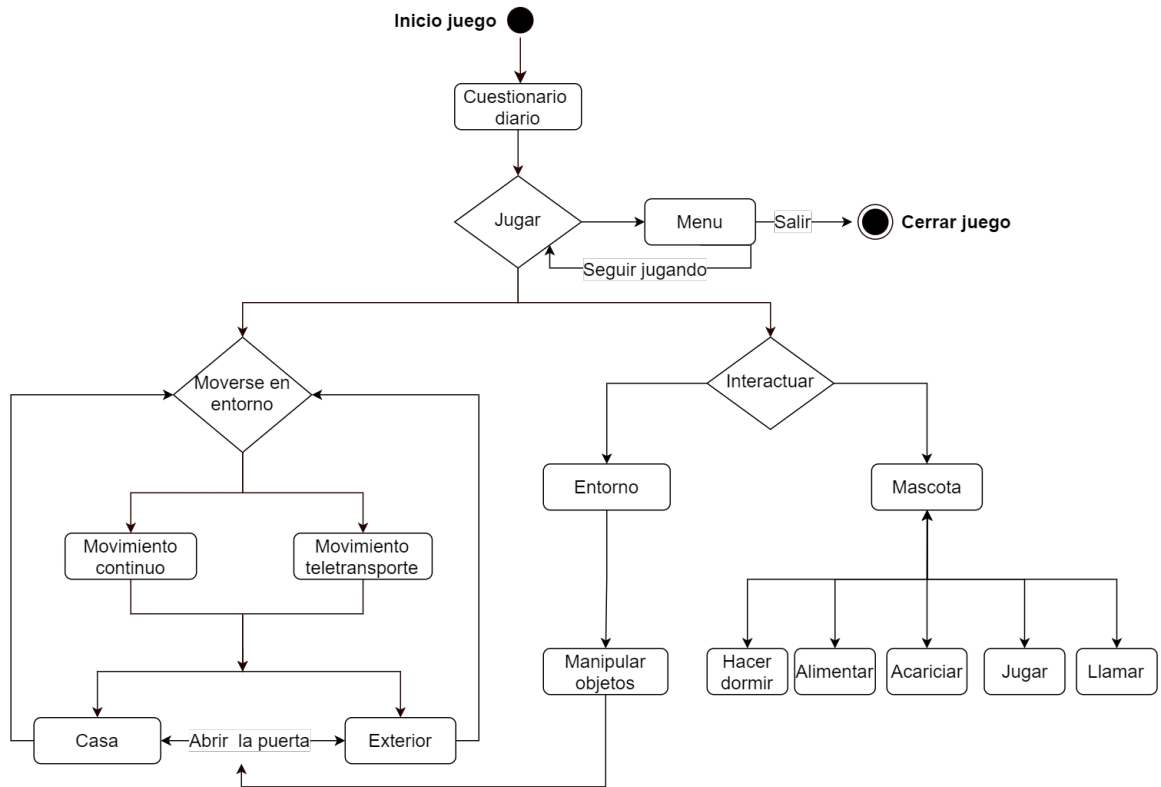 Inicio juego
Cuestionario
diario
Jugar
Menu
Salir
Cerrar juego
Seguir jugando
Moverse en
entorno
Interactuar
Entorno
Mascota
Movimiento
continuo
Movimiento
teletransporte
Manipular
objetos
Hacer
dormir
Alimentar
Acariciar
Jugar
Llamar
Casa
Abrir la puerta
Exterior